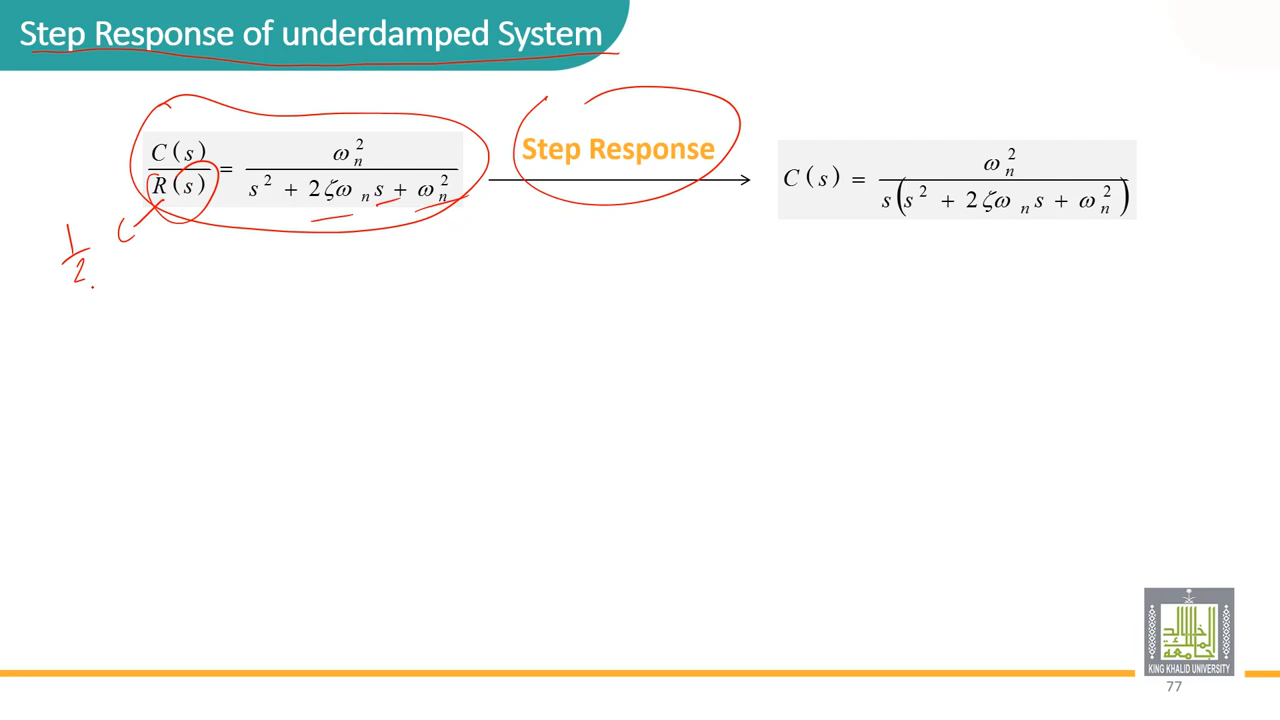 Step Response of underdamped System
C(s)/R(s) = ω_n^2 / (s^2 + 2ζω_n s + ω_n^2)
Step Response
C(s) = ω_n^2 / (s(s^2 + 2ζω_n s + ω_n^2))
1/2
KING KHALID UNIVERSITY
77